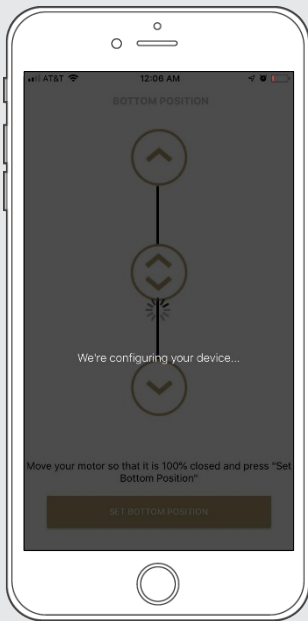 AT&T 12:06 AM
BOTTOM POSITION
We're configuring your device...
Move your motor so that it is 100% closed and press "Set
Bottom Position"
SET BOTTOM POSITION